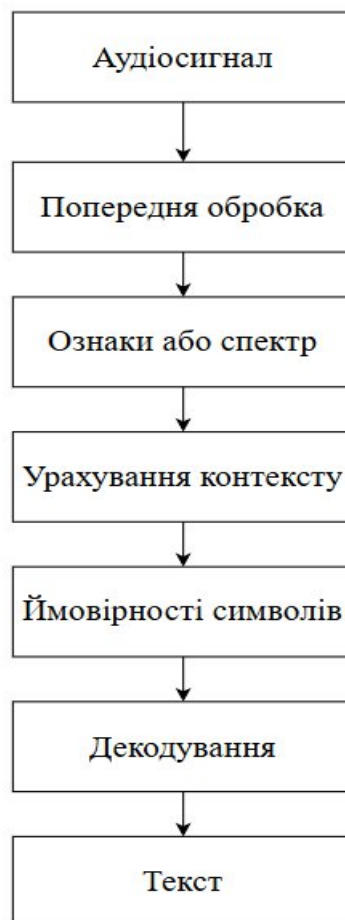 Аудіосигнал
Попередня обробка
Ознаки або спектр
Урахування контексту
Ймовірності символів
Декодування
Текст